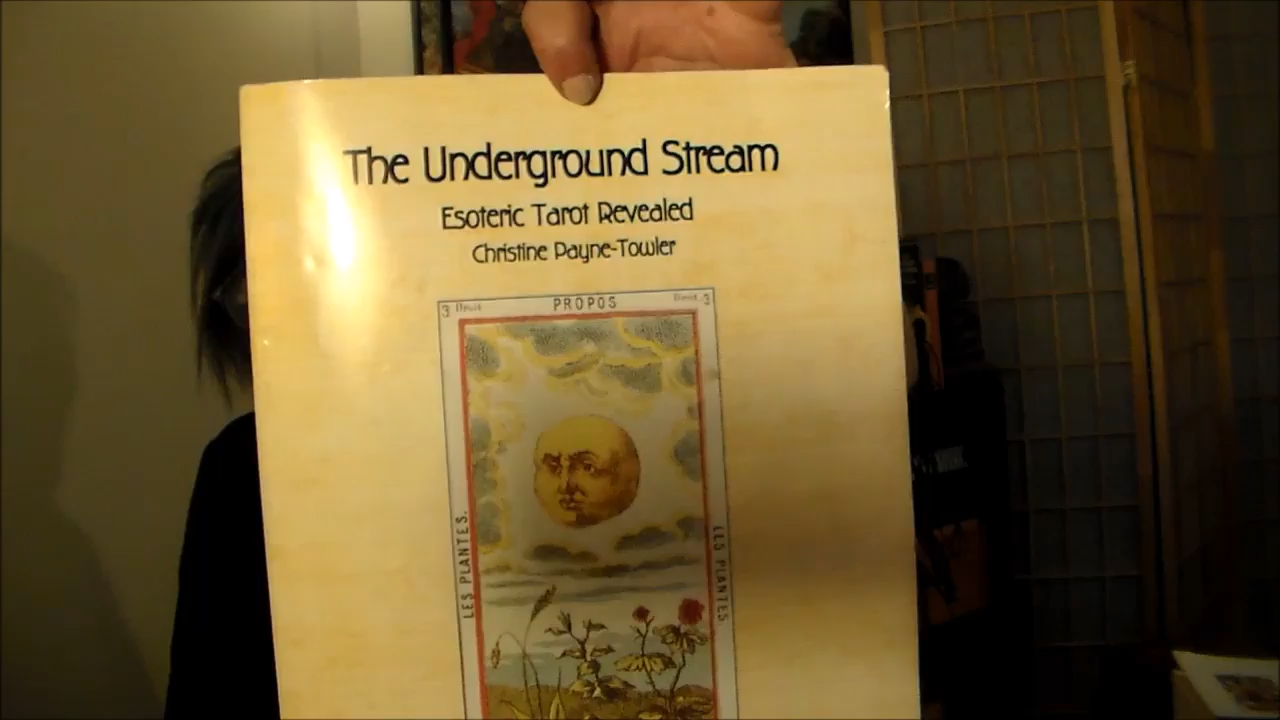 The Underground Stream
Esoteric Tarot Revealed
Christine Payne-Towler
3 PROPOS 3
LES PLANTES.
LES PLANTES